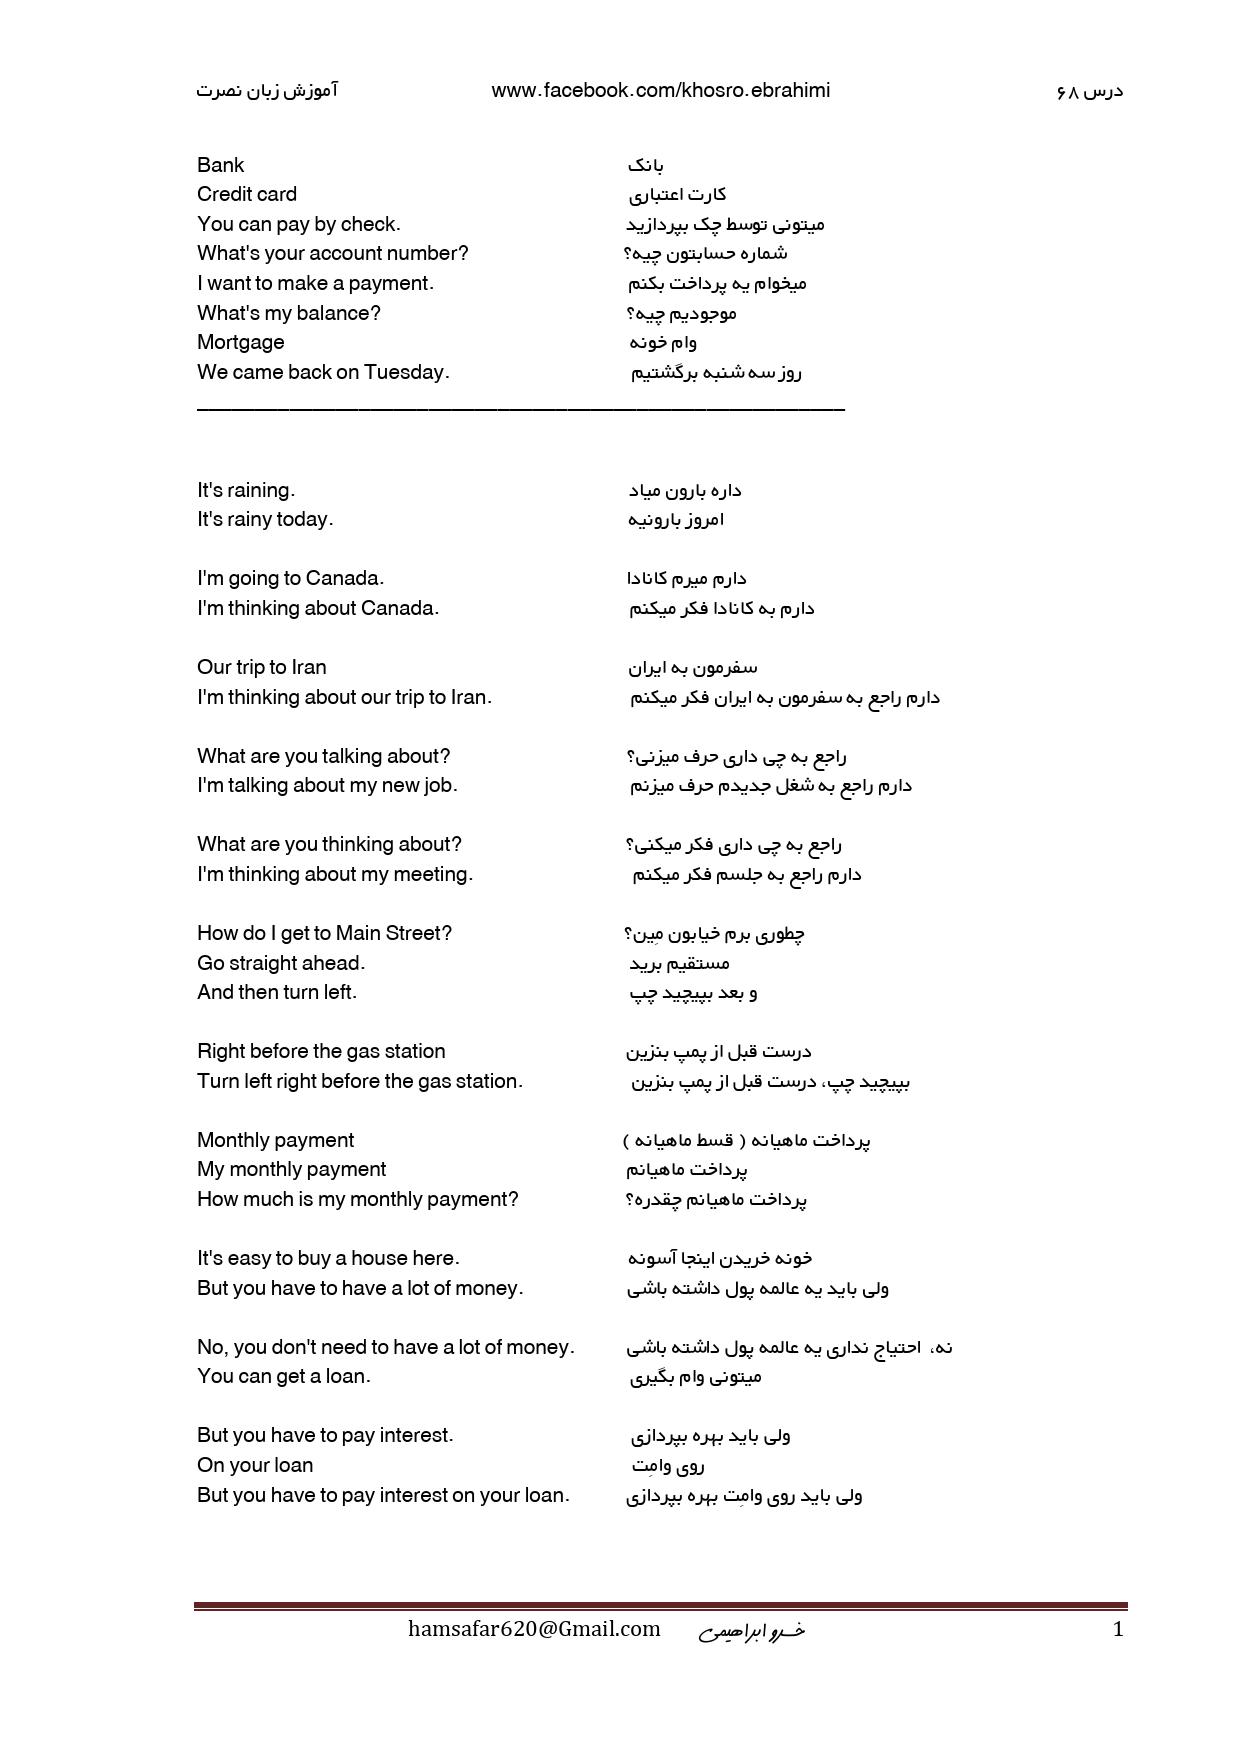 آموزش زبان نصرت www.facebook.com/khosro.ebrahimi درس ۶۸
Bank بانک
Credit card کارت اعتباری
You can pay by check. میتونی توسط چک بپردازید
What's your account number? شماره حسابتون چیه؟
I want to make a payment. میخوام یه پرداخت بکنم
What's my balance? موجودیم چیه؟
Mortgage وام خونه
We came back on Tuesday. روز سه شنبه برگشتیم
It's raining. داره بارون میاد
It's rainy today. امروز بارونیه
I'm going to Canada. دارم میرم کانادا
I'm thinking about Canada. دارم به کانادا فکر میکنم
Our trip to Iran سفرمون به ایران
I'm thinking about our trip to Iran. دارم راجع به سفرمون به ایران فکر میکنم
What are you talking about? راجع به چی داری حرف میزنی؟
I'm talking about my new job. دارم راجع به شغل جدیدم حرف میزنم
What are you thinking about? راجع به چی داری فکر میکنی؟
I'm thinking about my meeting. دارم راجع به جلسم فکر میکنم
How do I get to Main Street? چطوری برم خیابون مِین؟
Go straight ahead. مستقیم برید
And then turn left. و بعد بپیچید چپ
Right before the gas station درست قبل از پمپ بنزین
Turn left right before the gas station. بپیچید چپ، درست قبل از پمپ بنزین
Monthly payment پرداخت ماهیانه ( قسط ماهیانه )
My monthly payment پرداخت ماهیانم
How much is my monthly payment? پرداخت ماهیانم چقدره؟
It's easy to buy a house here. خونه خریدن اینجا آسونه
But you have to have a lot of money. ولی باید یه عالمه پول داشته باشی
No, you don't need to have a lot of money. نه، احتیاج نداری یه عالمه پول داشته باشی
You can get a loan. میتونی وام بگیری
But you have to pay interest. ولی باید بهره بپردازی
On your loan روی وامِت
But you have to pay interest on your loan. ولی باید روی وامِت بهره بپردازی
hamsafar620@Gmail.com خسرو ابراهیمی 1